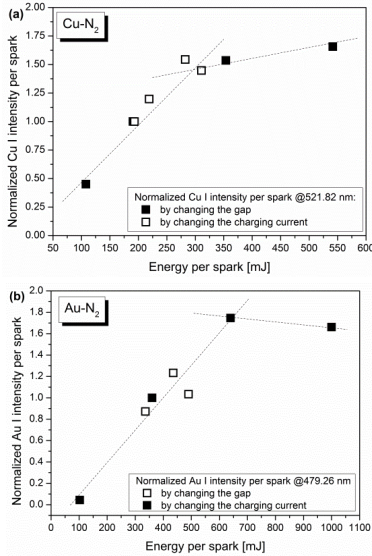 (a)
Cu-N2
Normalized Cu I intensity per spark
2.00
1.75
1.50
1.25
1.00
0.75
0.50
0.25
0.00
Normalized Cu I intensity per spark @521.82 nm:
by changing the gap
by changing the charging current
50 100 150 200 250 300 350 400 450 500 550 600
Energy per spark [mJ]
(b)
Au-N2
Normalized Au I intensity per spark
2.0
1.8
1.6
1.4
1.2
1.0
0.8
0.6
0.4
0.2
0.0
Normalized Au I intensity per spark @479.26 nm
by changing the gap
by changing the charging current
0 100 200 300 400 500 600 700 800 900 1000 1100
Energy per spark [mJ]